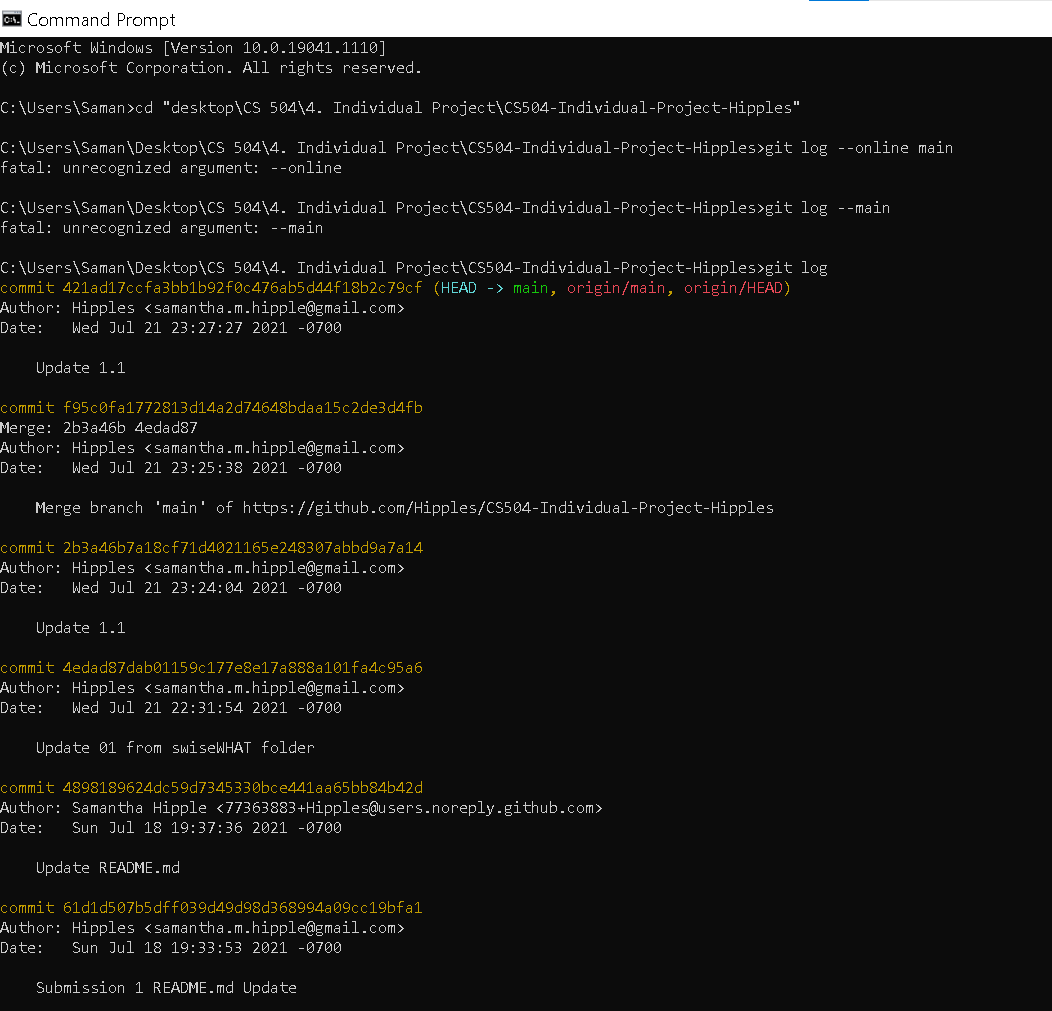 Command Prompt
Microsoft Windows [Version 10.0.19041.1110]
(c) Microsoft Corporation. All rights reserved.
C:\Users\Saman>cd "desktop\CS 504\4. Individual Project\CS504-Individual-Project-Hipples"
C:\Users\Saman\Desktop\CS 504\4. Individual Project\CS504-Individual-Project-Hipples>git log --online main
fatal: unrecognized argument: --online
C:\Users\Saman\Desktop\CS 504\4. Individual Project\CS504-Individual-Project-Hipples>git log --main
fatal: unrecognized argument: --main
C:\Users\Saman\Desktop\CS 504\4. Individual Project\CS504-Individual-Project-Hipples>git log
commit 421ad17ccfa3bb1b92f0c476ab5d44f18b2c79cf (HEAD -> main, origin/main, origin/HEAD)
Author: Hipples <samantha.m.hipple@gmail.com>
Date:   Wed Jul 21 23:27:27 2021 -0700
Update 1.1
commit f95c0fa1772813d14a2d74648bdaa15c2de3d4fb
Merge: 2b3a46b 4edad87
Author: Hipples <samantha.m.hipple@gmail.com>
Date:   Wed Jul 21 23:25:38 2021 -0700
Merge branch 'main' of https://github.com/Hipples/CS504-Individual-Project-Hipples
commit 2b3a46b7a18cf71d4021165e248307abbd9a7a14
Author: Hipples <samantha.m.hipple@gmail.com>
Date:   Wed Jul 21 23:24:04 2021 -0700
Update 1.1
commit 4edad87dab01159c177e8e17a888a101fa4c95a6
Author: Hipples <samantha.m.hipple@gmail.com>
Date:   Wed Jul 21 22:31:54 2021 -0700
Update 01 from swiseWHAT folder
commit 4898189624dc59d7345330bce441aa65bb84b42d
Author: Samantha Hipple <77363883+Hipples@users.noreply.github.com>
Date:   Sun Jul 18 19:37:36 2021 -0700
Update README.md
commit 61d1d507b5dff039d49d98d368994a09cc19bfa1
Author: Hipples <samantha.m.hipple@gmail.com>
Date:   Sun Jul 18 19:33:53 2021 -0700
Submission 1 README.md Update